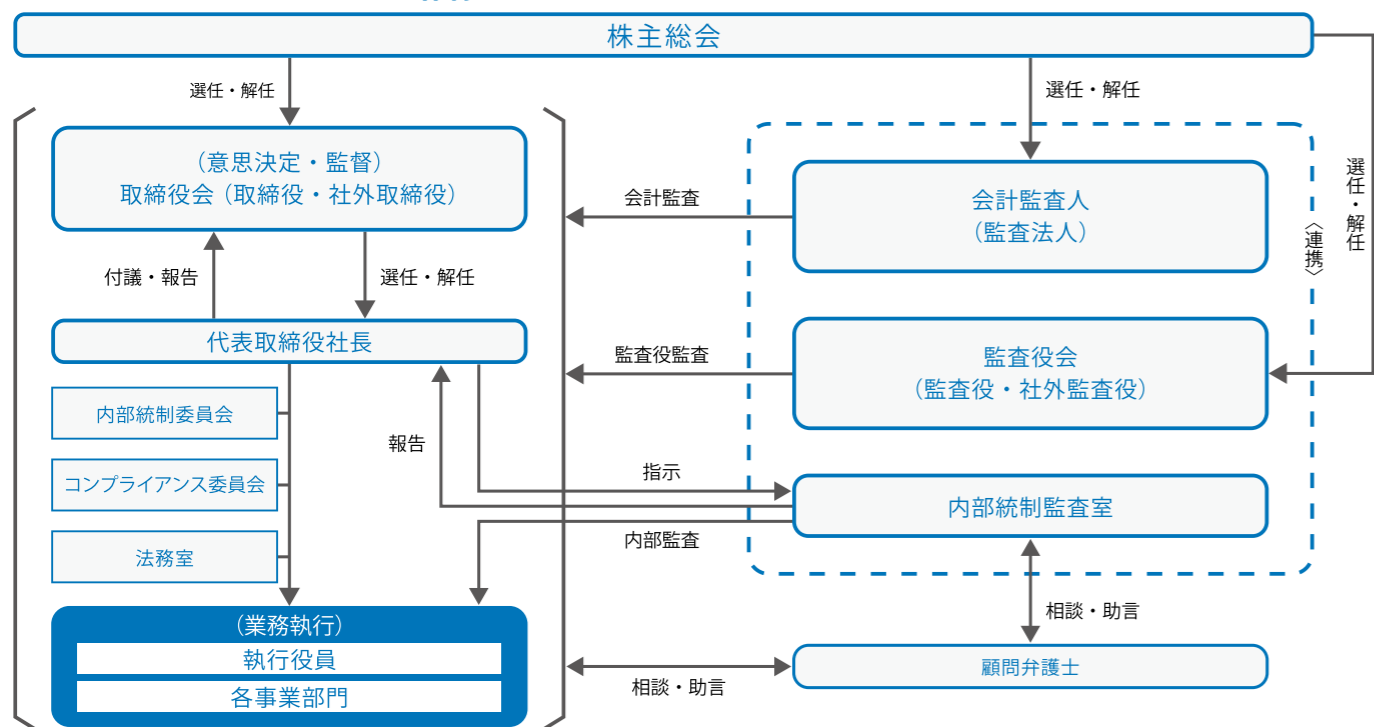 株主総会
選任・解任
選任・解任
選任・解任
(意思決定・監督)
取締役会(取締役・社外取締役)
会計監査
会計監査人
(監査法人)
〈連携〉
付議・報告
選任・解任
代表取締役社長
監査役監査
監査役会
(監査役・社外監査役)
内部統制委員会
報告
コンプライアンス委員会
指示
内部統制監査室
内部監査
法務室
(業務執行)
執行役員
各事業部門
相談・助言
相談・助言
顧問弁護士